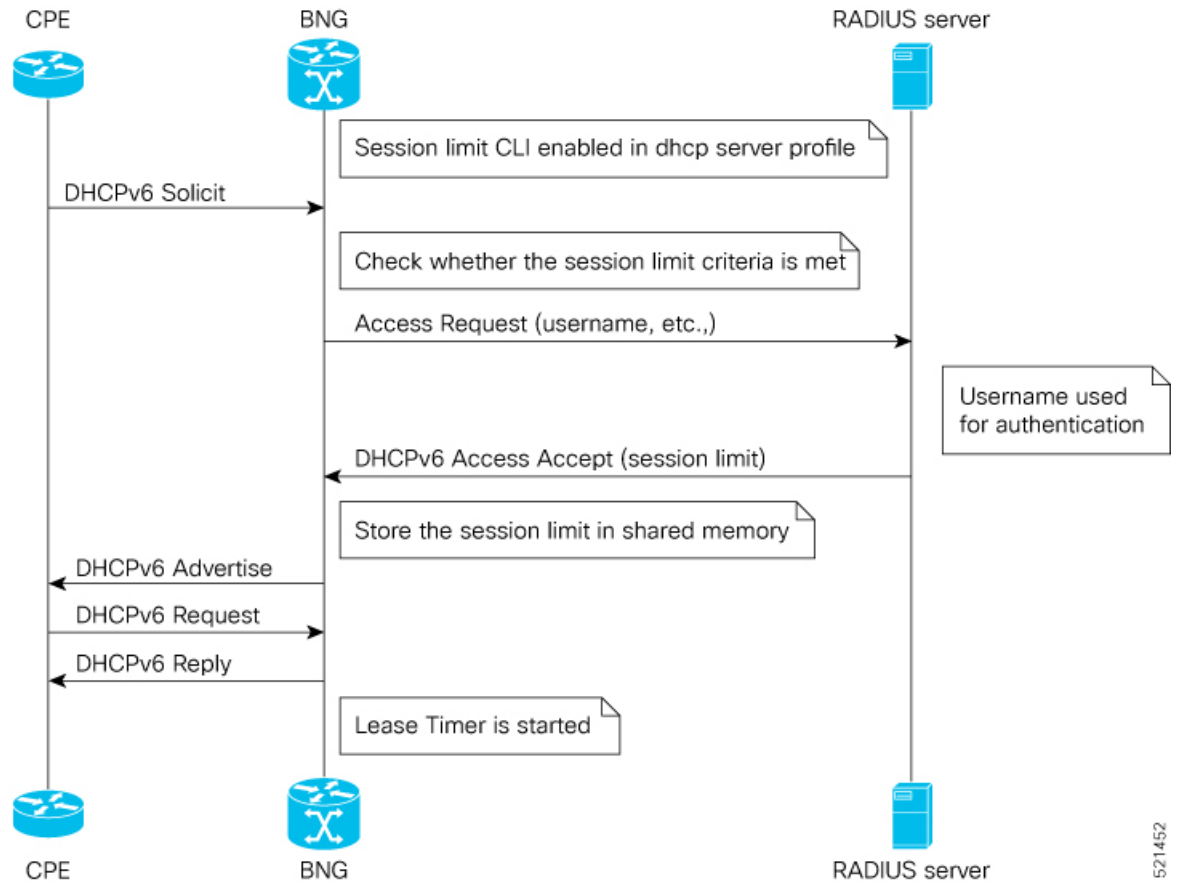 CPE
BNG
RADIUS server
Session limit CLI enabled in dhcp server profile
DHCPv6 Solicit
Check whether the session limit criteria is met
Access Request (username, etc.,)
Username used
for authentication
DHCPv6 Access Accept (session limit)
Store the session limit in shared memory
DHCPv6 Advertise
DHCPv6 Request
DHCPv6 Reply
Lease Timer is started
CPE
BNG
RADIUS server
521452